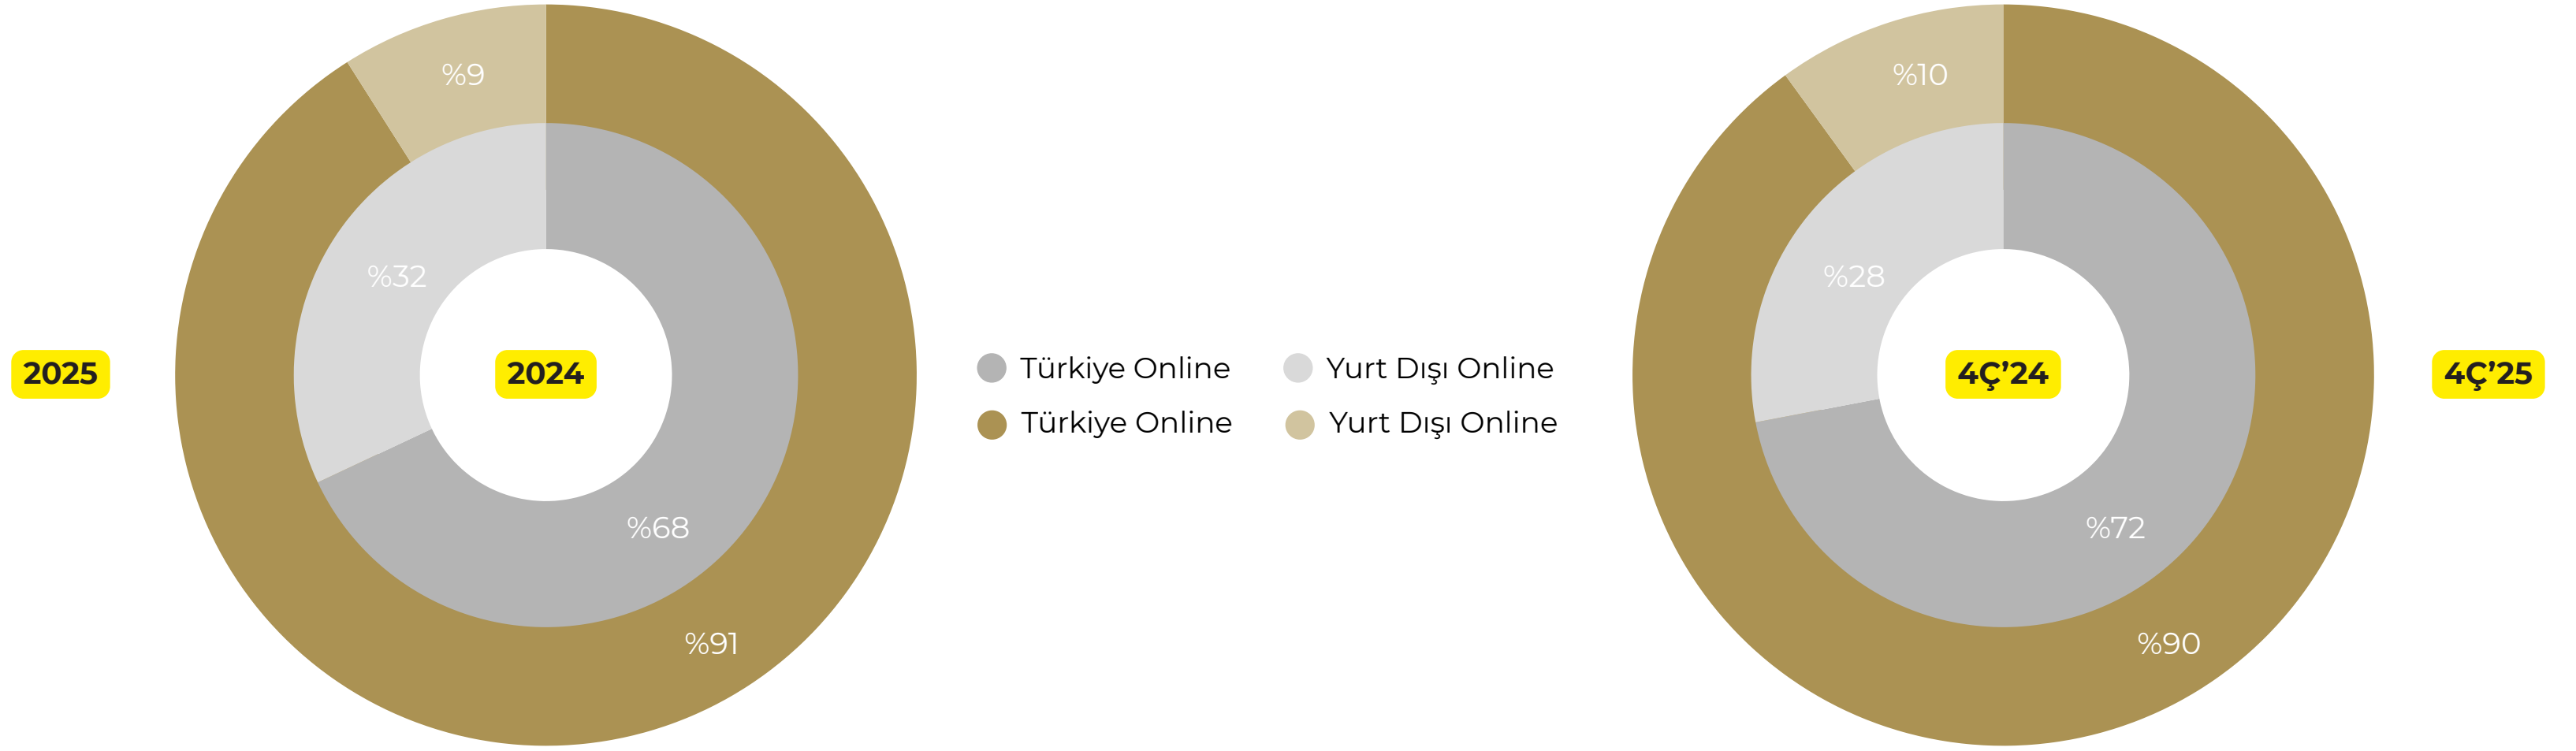 %9
%32
2025
2024
%68
%91
Türkiye Online
Yurt Dışı Online
Türkiye Online
Yurt Dışı Online
%10
%28
4Ç’24
4Ç’25
%72
%90